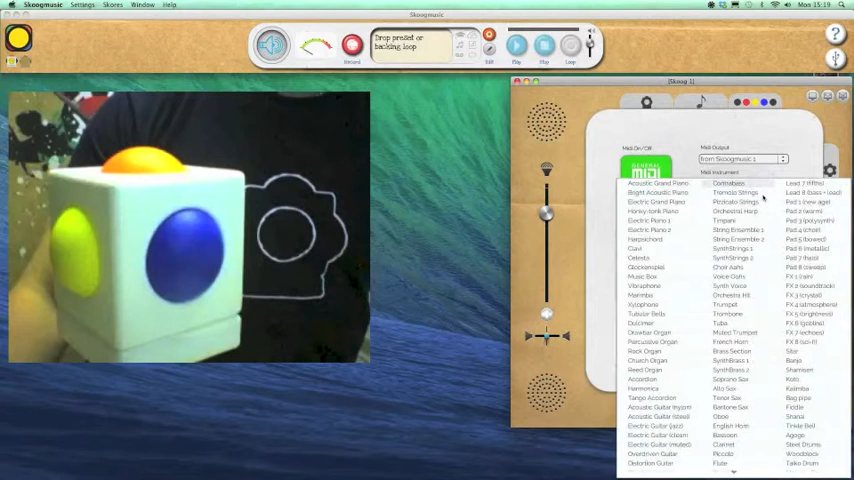 Skoogmusic Settings Skores Window Help
Mon 15:19
Skoogmusic
Drop preset or
backing loop
Record
Edit
Play
Stop
Loop
?
[Skoog 1]
Midi On/Off
Midi Output
GENERAL
MIDI
from Skoogmusic 1
Midi Instrument
Acoustic Grand Piano
Bright Acoustic Piano
Electric Grand Piano
Honky-tonk Piano
Electric Piano 1
Electric Piano 2
Harpsichord
Clavi
Celesta
Glockenspiel
Music Box
Vibraphone
Marimba
Xylophone
Tubular Bells
Dulcimer
Drawbar Organ
Percussive Organ
Rock Organ
Church Organ
Reed Organ
Accordion
Harmonica
Tango Accordion
Acoustic Guitar (nylon)
Acoustic Guitar (steel)
Electric Guitar (jazz)
Electric Guitar (clean)
Electric Guitar (muted)
Overdriven Guitar
Distortion Guitar
Contrabass
Tremolo Strings
Pizzicato Strings
Orchestral Harp
Timpani
String Ensemble 1
String Ensemble 2
SynthStrings 1
SynthStrings 2
Choir Aahs
Voice Oohs
Synth Voice
Orchestra Hit
Trumpet
Trombone
Tuba
Muted Trumpet
French Horn
Brass Section
SynthBrass 1
SynthBrass 2
Soprano Sax
Alto Sax
Tenor Sax
Baritone Sax
Oboe
English Horn
Bassoon
Clarinet
Piccolo
Flute
Lead 7 (fifths)
Lead 8 (bass + lead)
Pad 1 (new age)
Pad 2 (warm)
Pad 3 (polysynth)
Pad 4 (choir)
Pad 5 (bowed)
Pad 6 (metallic)
Pad 7 (halo)
Pad 8 (sweep)
FX 1 (rain)
FX 2 (soundtrack)
FX 3 (crystal)
FX 4 (atmosphere)
FX 5 (brightness)
FX 6 (goblins)
FX 7 (echoes)
FX 8 (sci-fi)
Sitar
Banjo
Shamisen
Koto
Kalimba
Bag pipe
Fiddle
Shanai
Tinkle Bell
Agogo
Steel Drums
Woodblock
Taiko Drum